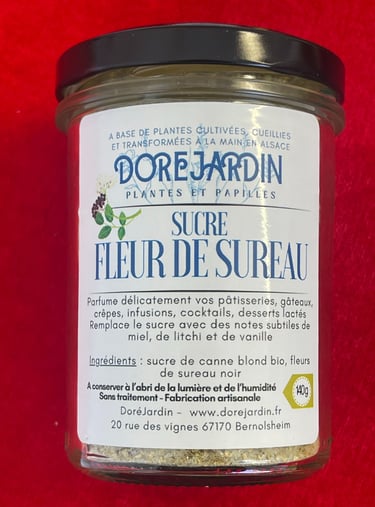 A BASE DE PLANTES CULTIVÉES, CUEILLIES
ET TRANSFORMÉES À LA MAIN EN ALSACE
DORÉJARDIN
PLANTES ET PAPILLES
SUCRE
FLEUR DE SUREAU
Parfume délicatement vos pâtisseries, gâteaux,
crêpes, infusions, cocktails, desserts lactés
Remplace le sucre avec des notes subtiles de
miel, de litchi et de vanille
Ingrédients : sucre de canne blond bio, fleurs
de sureau noir
A conserver à l'abri de la lumière et de l'humidité
Sans traitement - Fabrication artisanale
140g
DoréJardin - www.dorejardin.fr
20 rue des vignes 67170 Bernolsheim